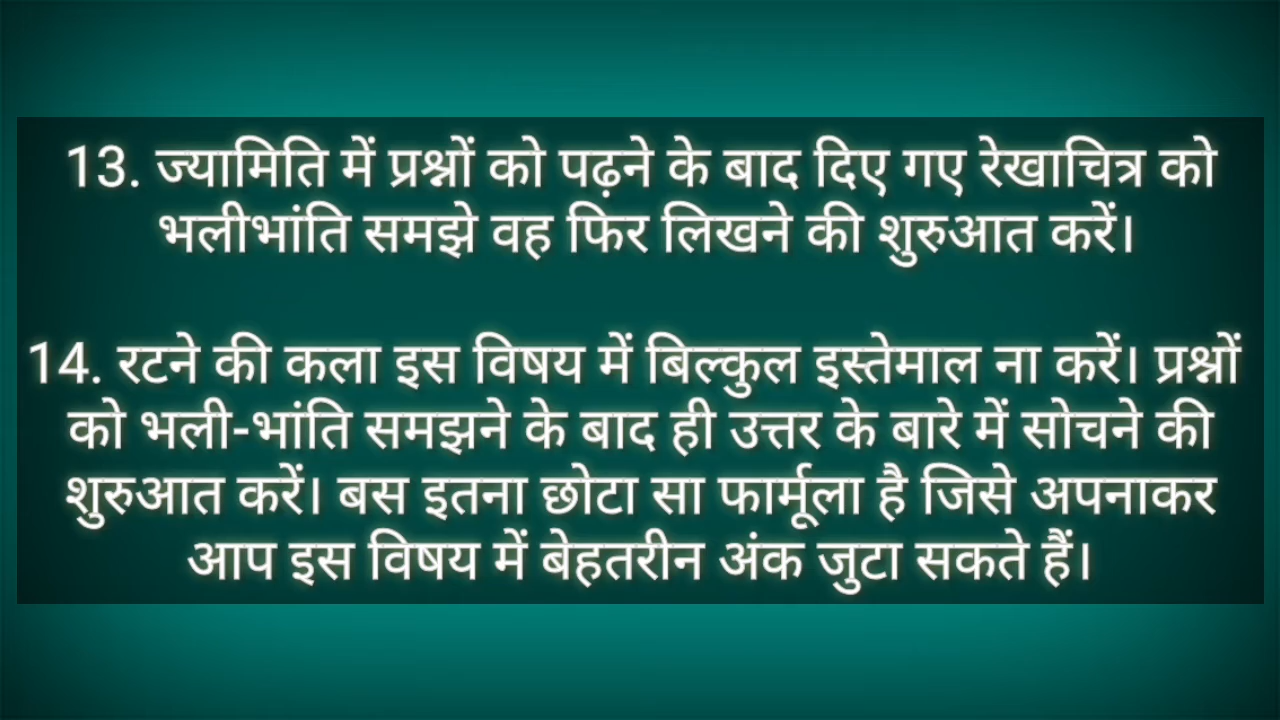 13. ज्यामिति में प्रश्नों को पढ़ने के बाद दिए गए रेखाचित्र को
भलीभांति समझे वह फिर लिखने की शुरुआत करें।
14. रटने की कला इस विषय में बिल्कुल इस्तेमाल ना करें। प्रश्नों
को भली-भांति समझने के बाद ही उत्तर के बारे में सोचने की
शुरुआत करें। बस इतना छोटा सा फार्मूला है जिसे अपनाकर
आप इस विषय में बेहतरीन अंक जुटा सकते हैं।